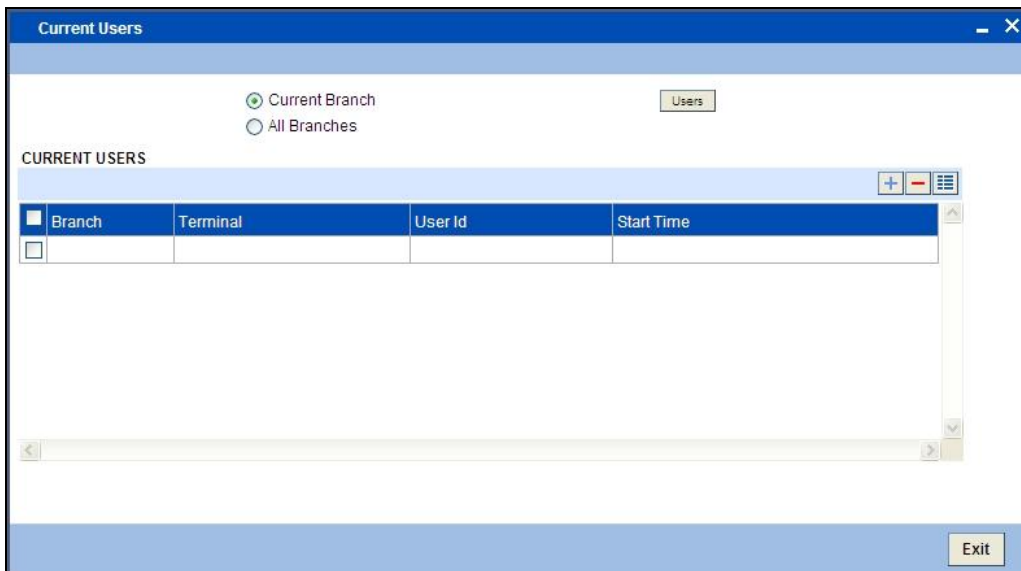 Current Users
Current Branch Users
All Branches
CURRENT USERS
Branch Terminal User Id Start Time
Exit